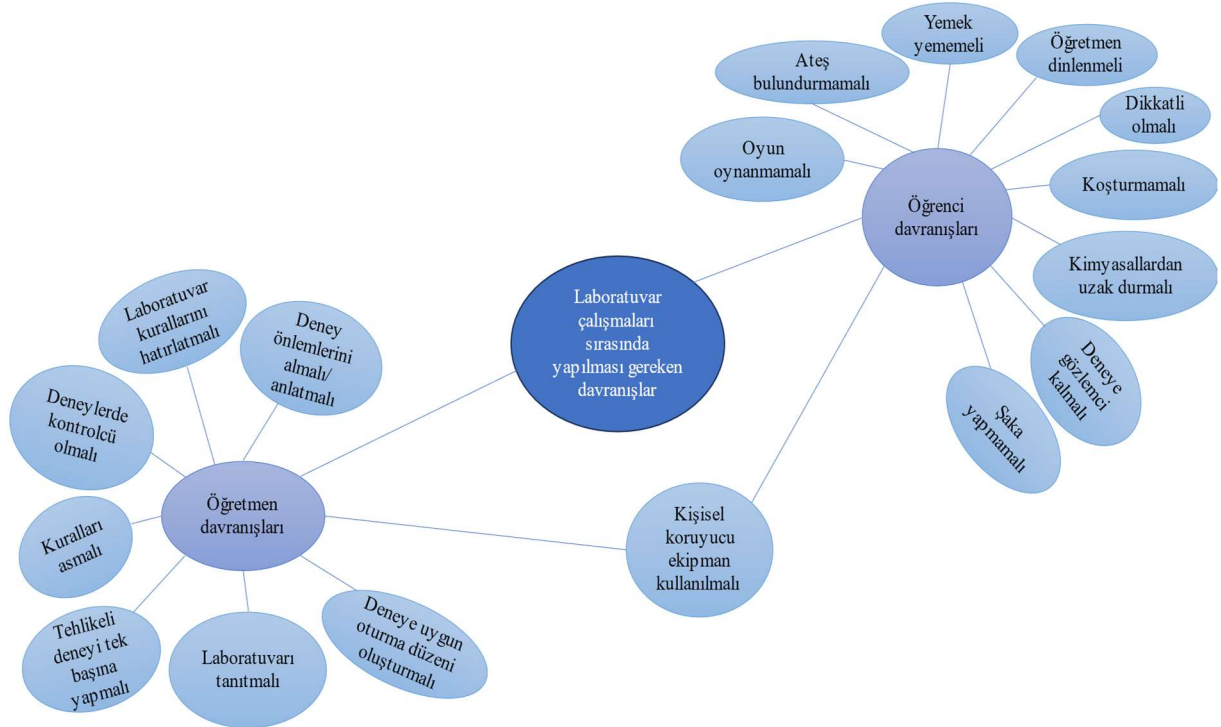 Yemek
yememeli
Öğretmen
dinlenmeli
Ateş
bulundurmamalı
Dikkatli
olmalı
Oyun
oynanmamalı
Koşturmamalı
Öğrenci
davranışları
Kimyasallardan
uzak durmalı
Deneye
gözlemci
kalmalı
Şaka
yapmamalı
Laboratuvar
çalışmaları
sırasında
yapılması gereken
davranışlar
Laboratuvar
kurallarını
hatırlatmalı
Deney
önlemlerini
almalı/
anlatmalı
Deneylerde
kontrolcü
olmalı
Öğretmen
davranışları
Kişisel
koruyucu
ekipman
kullanılmalı
Kuralları
asmalı
Tehlikeli
deneyi tek
başına
yapmalı
Laboratuvarı
tanıtmalı
Deneye uygun
oturma düzeni
oluşturmalı